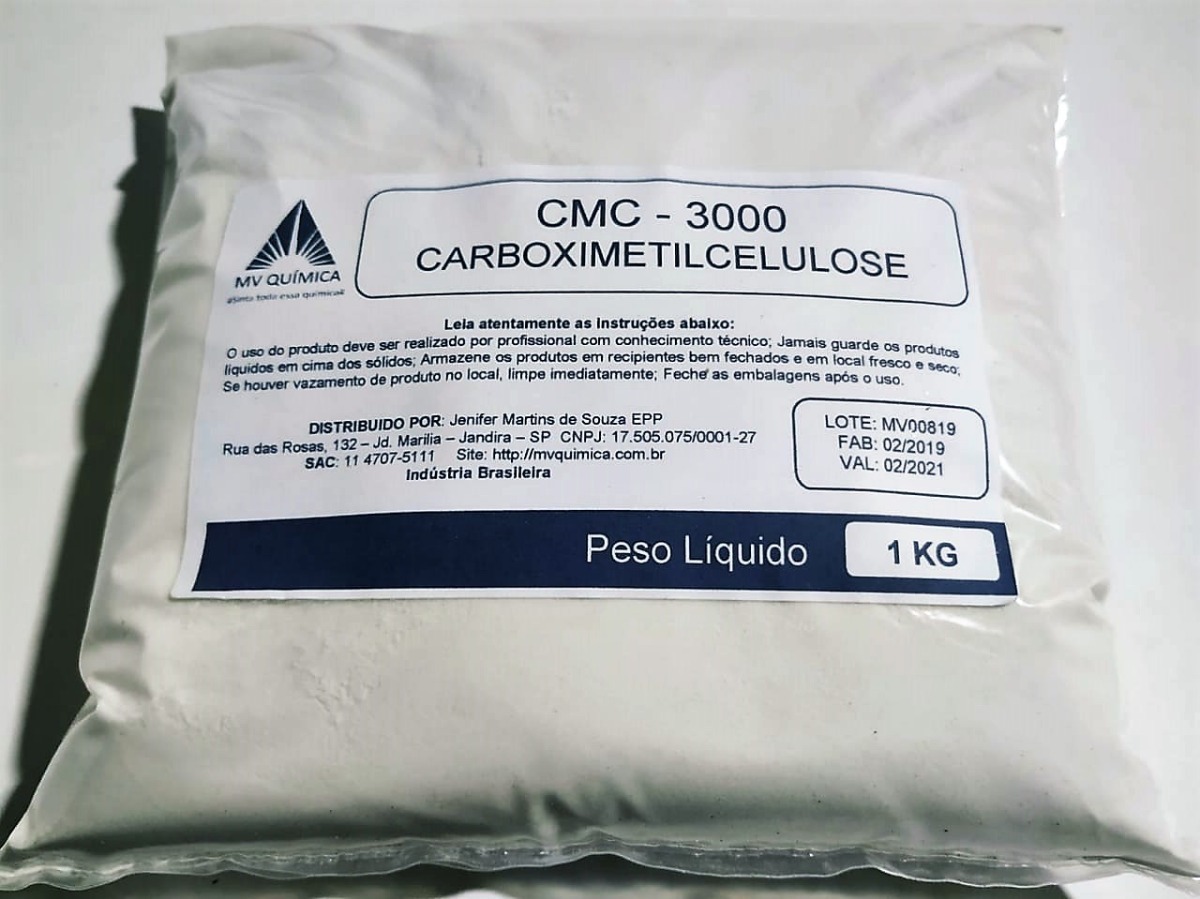 CMC - 3000
CARBOXIMETILCELULOSE
MV QUÍMICA
#Sinta toda essa química#
Leia atentamente as Instruções abaixo:
O uso do produto deve ser realizado por profissional com conhecimento técnico; Jamais guarde os produtos
líquidos em cima dos sólidos; Armazene os produtos em recipientes bem fechados e em local fresco e seco;
Se houver vazamento de produto no local, limpe imediatamente; Feche as embalagens após o uso.
DISTRIBUIDO POR: Jenifer Martins de Souza EPP
Rua das Rosas, 132 – Jd. Marilia – Jandira – SP CNPJ: 17.505.075/0001-27
SAC: 11 4707-5111 Site: http://mvquimica.com.br
Indústria Brasileira
LOTE: MV00819
FAB: 02/2019
VAL: 02/2021
Peso Líquido 1 KG